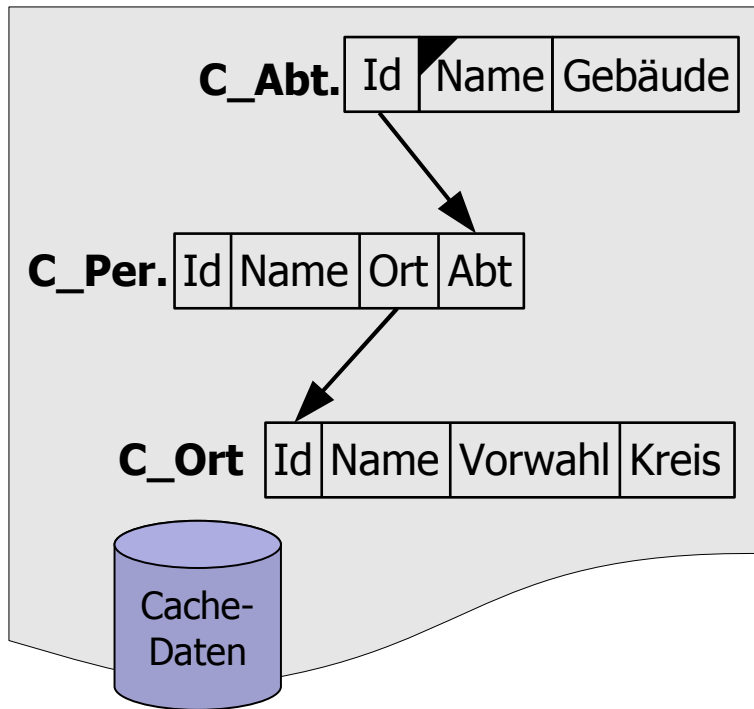 C_Abt. Id Name Gebäude
C_Per. Id Name Ort Abt
C_Ort Id Name Vorwahl Kreis
Cache-
Daten